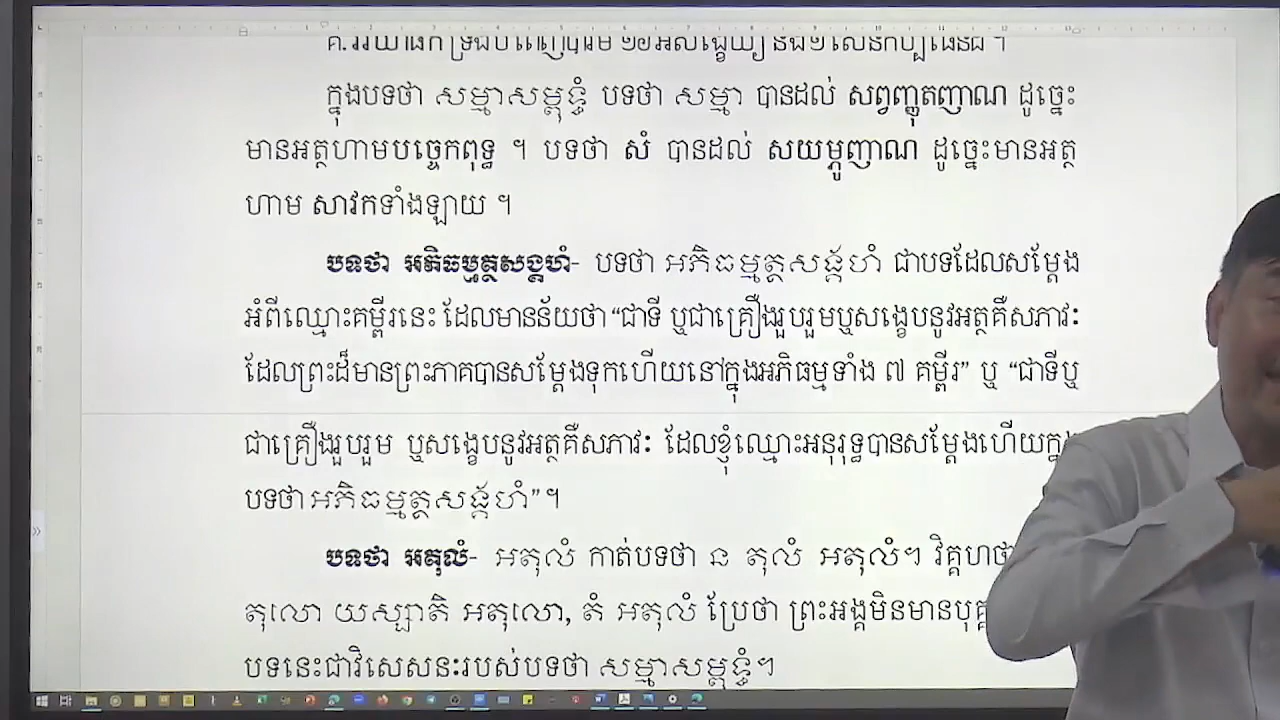 ក្នុងបទថា សម្មាសម្ពុទ្ធំ បទថា សម្មា បានដល់ សព្វញ្ញុតញាណ ដូច្នេះ
មានអត្ថហាមបច្ចេកពុទ្ធ ។ បទថា សំ បានដល់ សយម្ភូញាណ ដូច្នេះមានអត្ថ
ហាម សាវកទាំងឡាយ ។
បទថា អភិធម្មត្ថសង្គហំ- បទថា អភិធម្មត្ថសង្គហំ ជាបទដែលសម្តែង
អំពីឈ្មោះគម្ពីរនេះ ដែលមានន័យថា “ជាទី ឬជាគ្រឿងរួបរួមឬសង្ខេបនូវអត្ថគឺសភាវៈ
ដែលព្រះដ៏មានព្រះភាគបានសម្តែងទុកហើយនៅក្នុងអភិធម្មទាំង ៧ គម្ពីរ” ឬ “ជាទីឬ
ជាគ្រឿងរួបរួម ឬសង្ខេបនូវអត្ថគឺសភាវៈ ដែលខ្ញុំឈ្មោះអនុរុទ្ធបានសម្តែងហើយក្នុង
បទថា អភិធម្មត្ថសង្គហំ” ។
បទថា អតុលំ- អតុលំ កាត់បទថា ន តុលំ អតុលំ។ វិគ្គហថា
តុលោ យស្សាតិ អតុលោ, តំ អតុលំ ប្រែថា ព្រះអង្គមិនមាន
បទនេះជាវិសេសនៈរបស់បទថា សម្មាសម្ពុទ្ធំ។